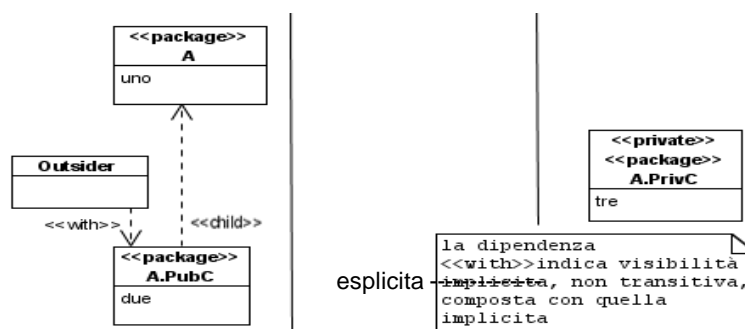 <<package>>
A
uno
Outsider
<<with>>
<<child>>
<<package>>
A.PubC
due
<<private>>
<<package>>
A.PrivC
tre
la dipendenza
<<with>>indica visibilità
esplicita implicita, non transitiva,
composta con quella
implicita